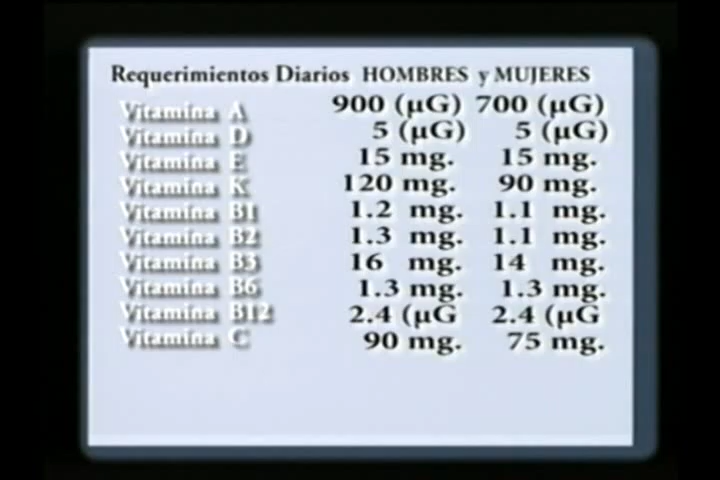 Requerimientos Diarios HOMBRES y MUJERES
Vitamina A 900 (µG) 700 (µG)
Vitamina D 5 (µG) 5 (µG)
Vitamina E 15 mg. 15 mg.
Vitamina K 120 mg. 90 mg.
Vitamina B1 1.2 mg. 1.1 mg.
Vitamina B2 1.3 mg. 1.1 mg.
Vitamina B3 16 mg. 14 mg.
Vitamina B6 1.3 mg. 1.3 mg.
Vitamina B12 2.4 (µG 2.4 (µG
Vitamina C 90 mg. 75 mg.